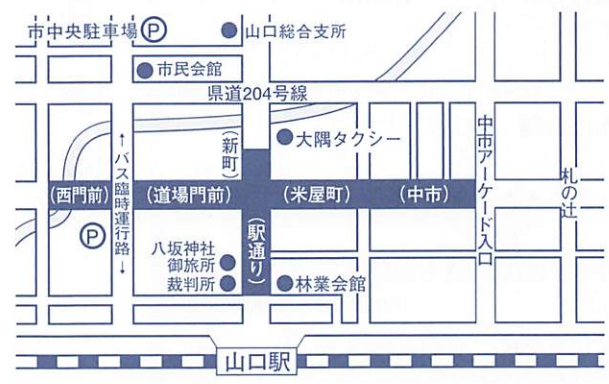 市中央駐車場 P
山口総合支所
市民会館
県道204号線
大隅タクシー
(新町)
中市アーケード入口
札の辻
←バス臨時運行路→
(西門前)
(道場門前)
(米屋町)
(中市)
P
(駅通り)
八坂神社
御旅所
裁判所
林業会館
山口駅